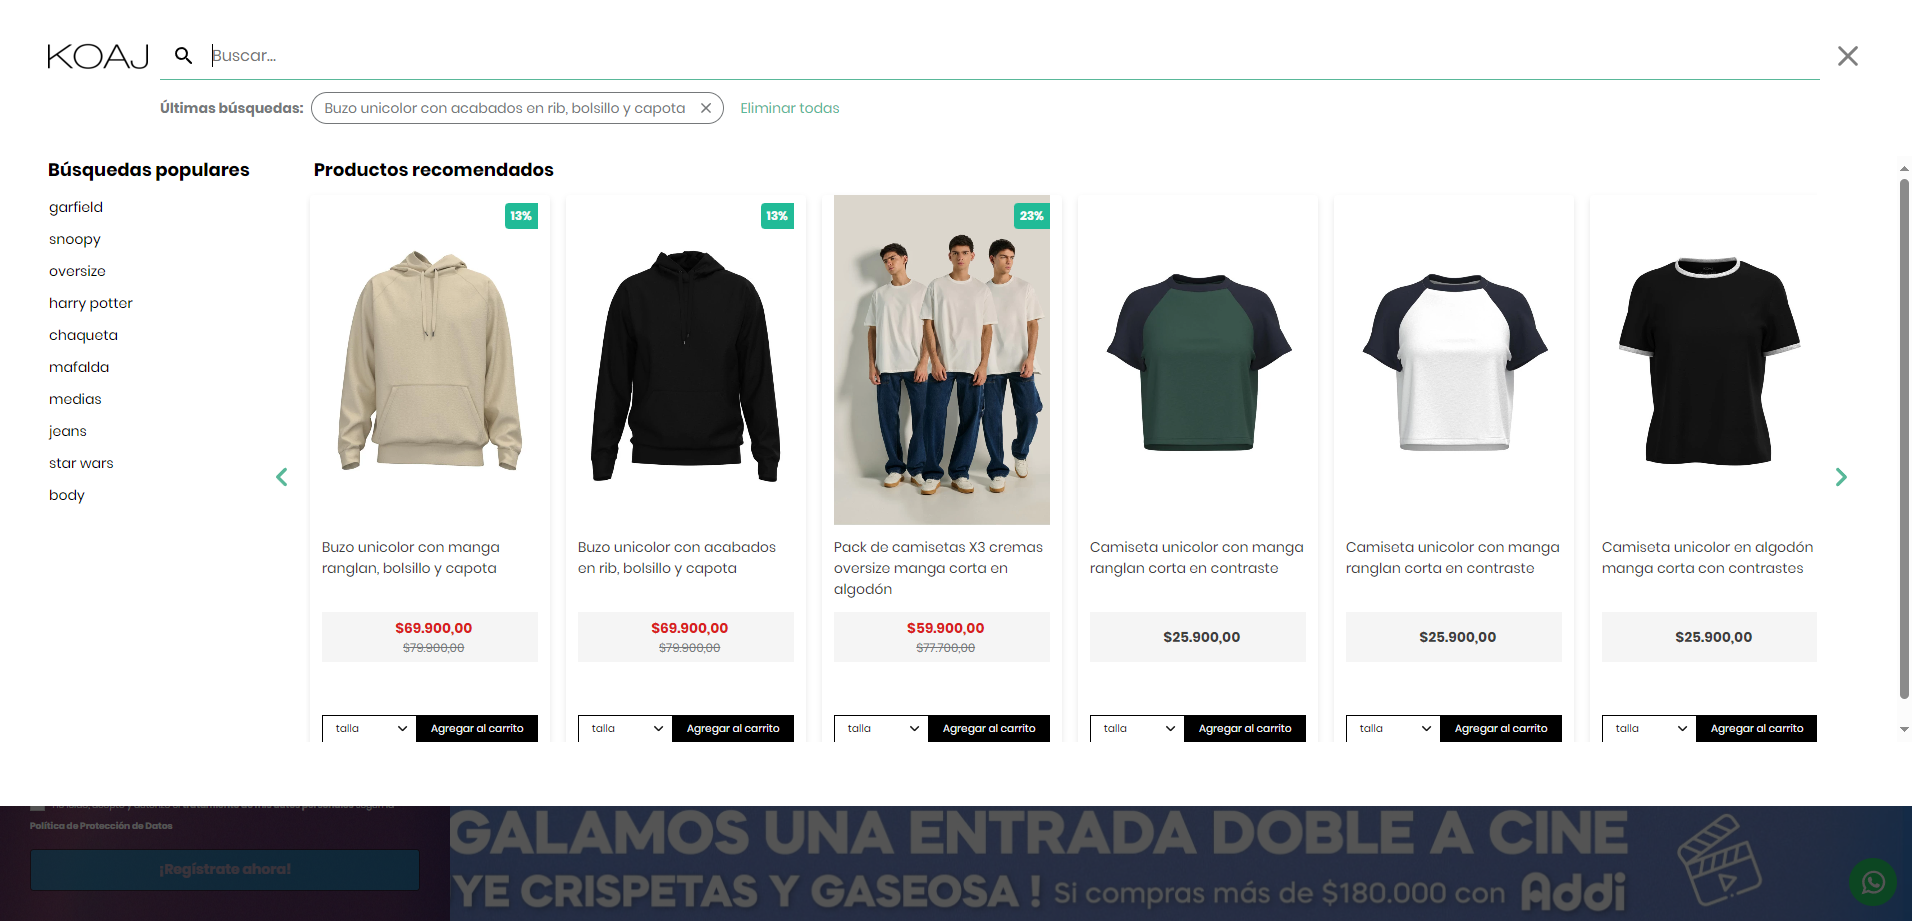 KOAJ
Buscar...
Últimas búsquedas: Buzo unicolor con acabados en rib, bolsillo y capota Eliminar todas
Búsquedas populares
garfield
snoopy
oversize
harry potter
chaqueta
mafalda
medias
jeans
star wars
body
Productos recomendados
13%
Buzo unicolor con manga
ranglan, bolsillo y capota
$69.900,00
$79.900,00
talla Agregar al carrito
13%
Buzo unicolor con acabados
en rib, bolsillo y capota
$69.900,00
$79.900,00
talla Agregar al carrito
23%
Pack de camisetas X3 cremas
oversize manga corta en
algodón
$59.900,00
$77.700,00
talla Agregar al carrito
Camiseta unicolor con manga
ranglan corta en contraste
$25.900,00
talla Agregar al carrito
Camiseta unicolor con manga
ranglan corta en contraste
$25.900,00
talla Agregar al carrito
Camiseta unicolor en algodón
manga corta con contrastes
$25.900,00
talla Agregar al carrito
Política de Protección de Datos
¡Regístrate ahora!
GALAMOS UNA ENTRADA DOBLE A CINE
YE CRISPETAS Y GASEOSA ! Si compras más de $180.000 con Addi